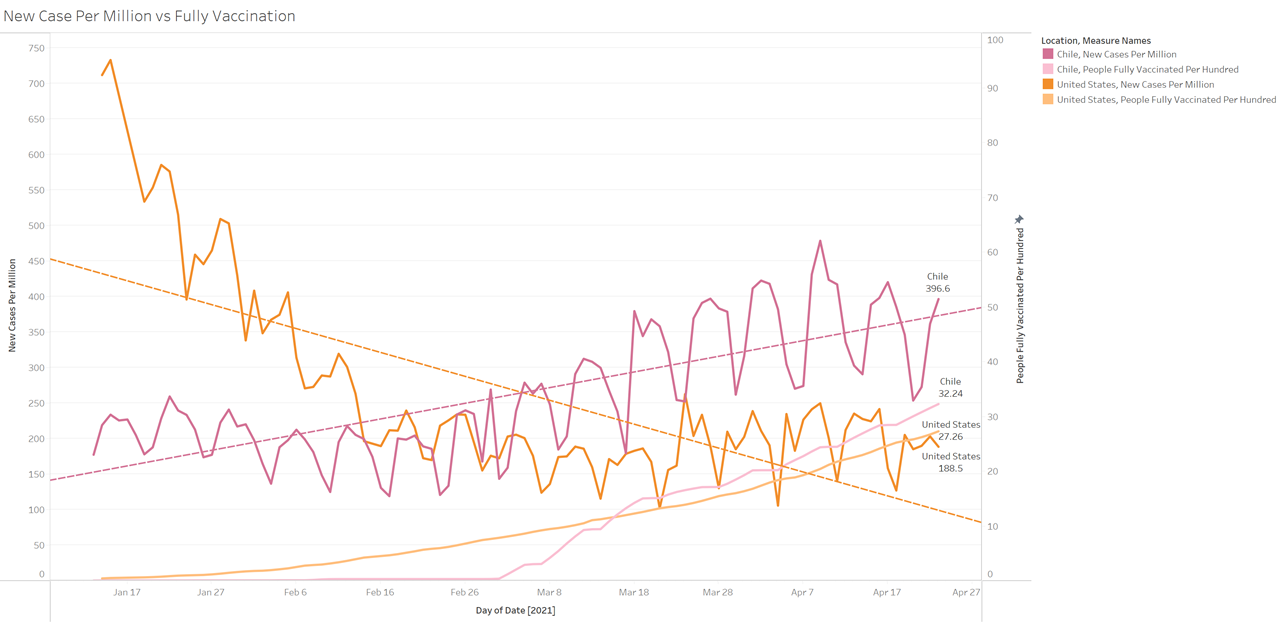 New Case Per Million vs Fully Vaccination
Location, Measure Names
Chile, New Cases Per Million
Chile, People Fully Vaccinated Per Hundred
United States, New Cases Per Million
United States, People Fully Vaccinated Per Hundred
New Cases Per Million
750
700
650
600
550
500
450
400
350
300
250
200
150
100
50
0
Chile
396.6
Chile
32.24
United States
27.26
United States
188.5
100
90
80
70
60
50
40
30
20
10
0
People Fully Vaccinated Per Hundred
Jan 17
Jan 27
Feb 6
Feb 16
Feb 26
Mar 8
Mar 18
Mar 28
Apr 7
Apr 17
Apr 27
Day of Date [2021]